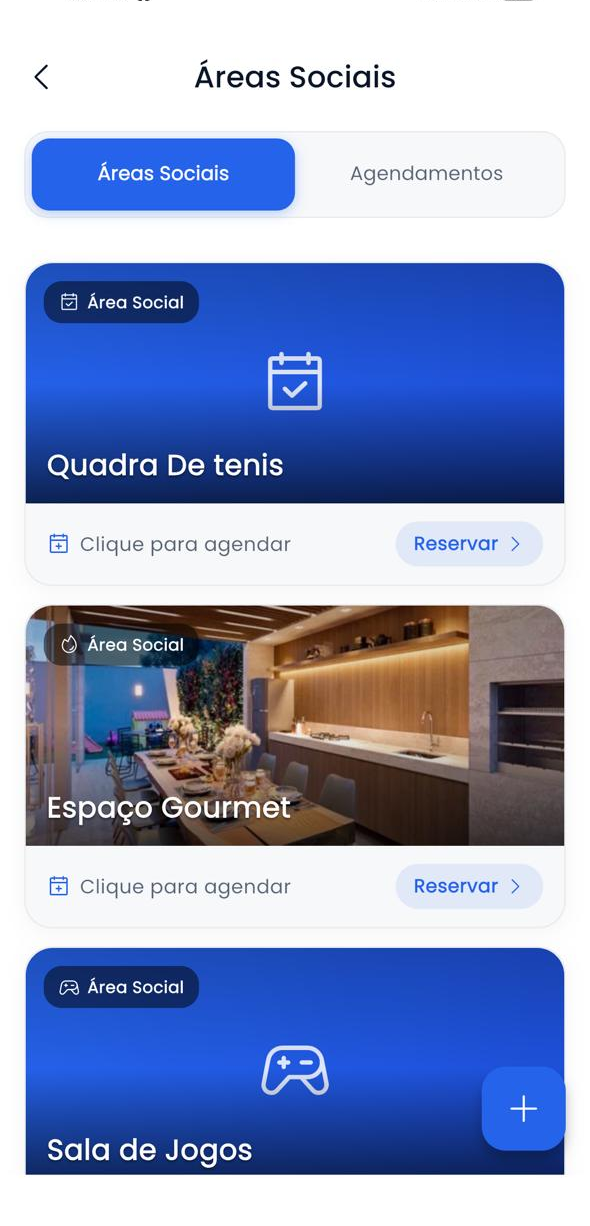 Áreas Sociais
Áreas Sociais
Agendamentos
Área Social
Quadra De tenis
Clique para agendar
Reservar
Área Social
Espaço Gourmet
Clique para agendar
Reservar
Área Social
Sala de Jogos